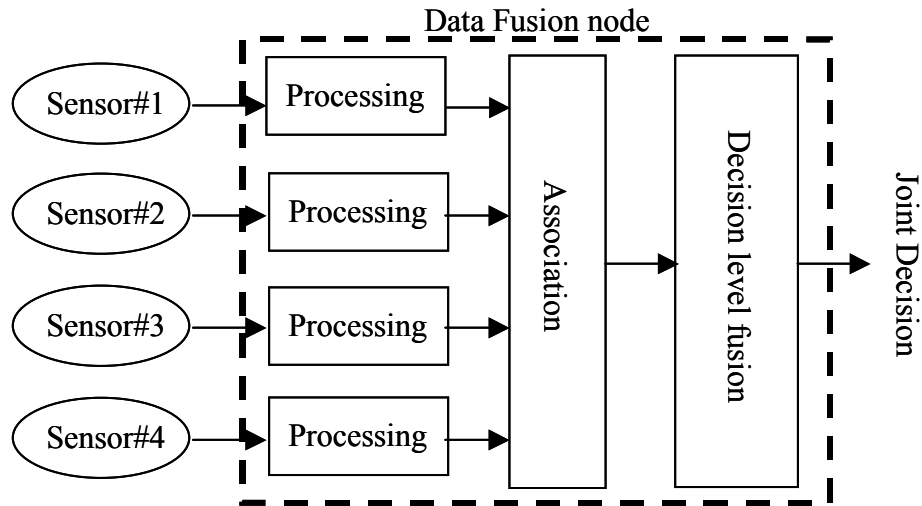 Data Fusion node
Sensor#1
Processing
Sensor#2
Processing
Sensor#3
Processing
Sensor#4
Processing
Association
Decision level fusion
Joint Decision